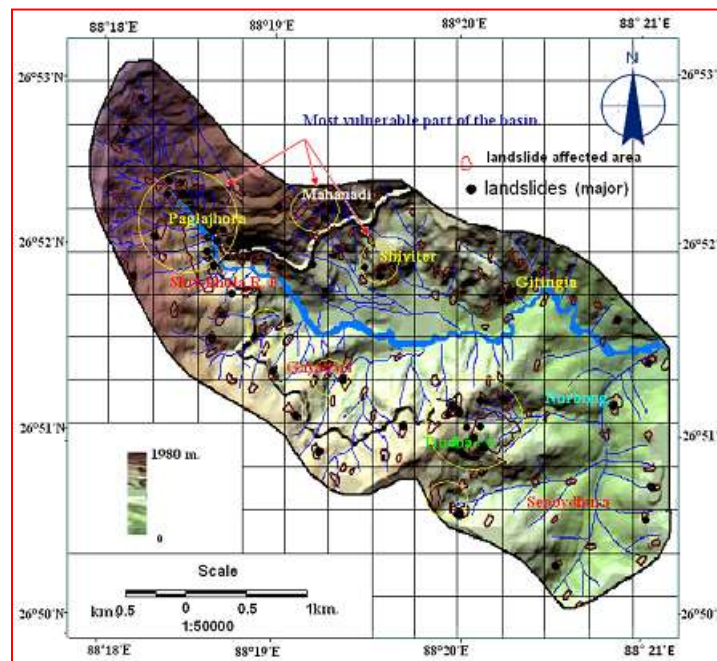 88° 18'E 88° 19'E 88° 20'E 88° 21'E
26°53'N 26°53'N
N
Most vulnerable part of the basin
landslide affected area
Mahanadi landslides (major)
Paglajhora
26°52'N 26°52'N
Shivitar
Gitingia
Norbong
26°51'N 26°51'N
1980 m.
Sepoydhura
0
Scale
km 0.5 0 0.5 1km.
1:50000
26°50'N 26°50'N
88° 18'E 88° 19'E 88° 20'E 88° 21'E